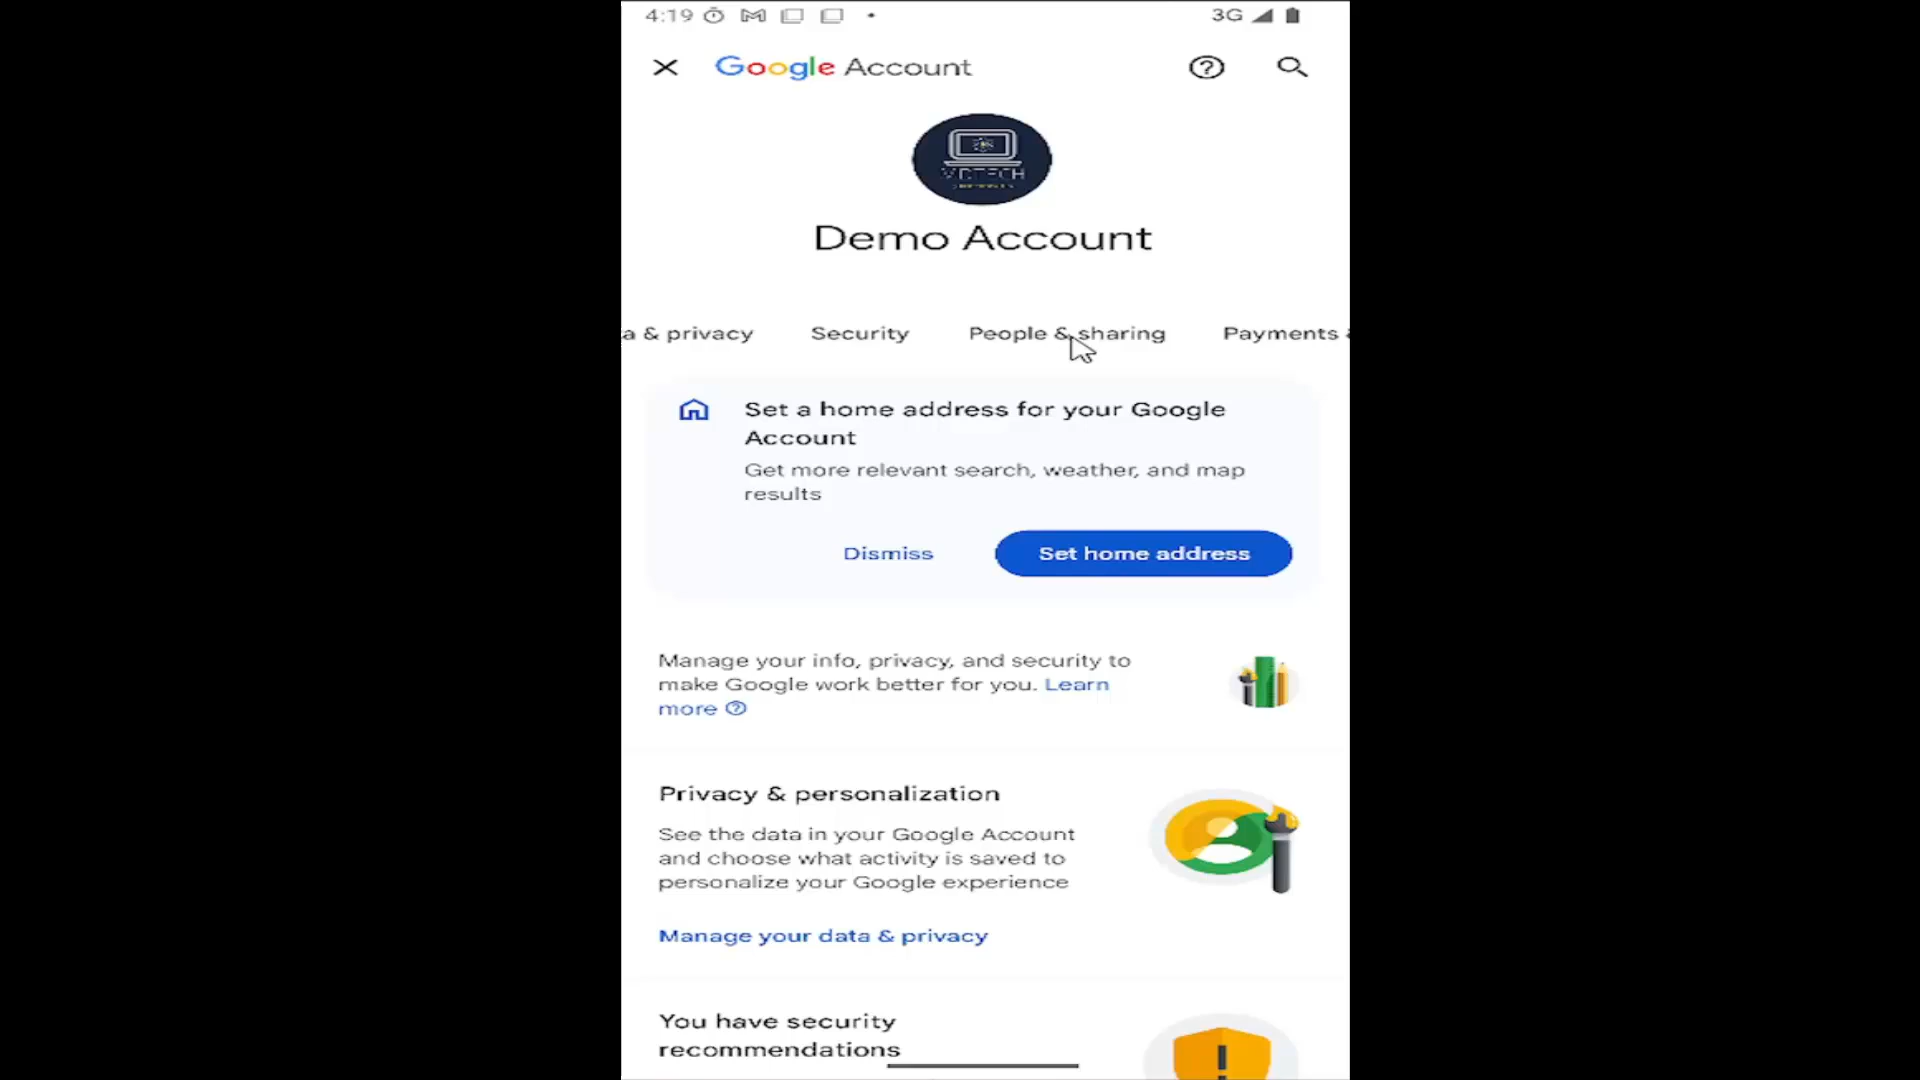 4:19
3G
Google Account
Demo Account
a & privacy
Security
People & sharing
Payments
Set a home address for your Google
Account
Get more relevant search, weather, and map
results
Dismiss
Set home address
Manage your info, privacy, and security to
make Google work better for you. Learn
more
Privacy & personalization
See the data in your Google Account
and choose what activity is saved to
personalize your Google experience
Manage your data & privacy
You have security
recommendations